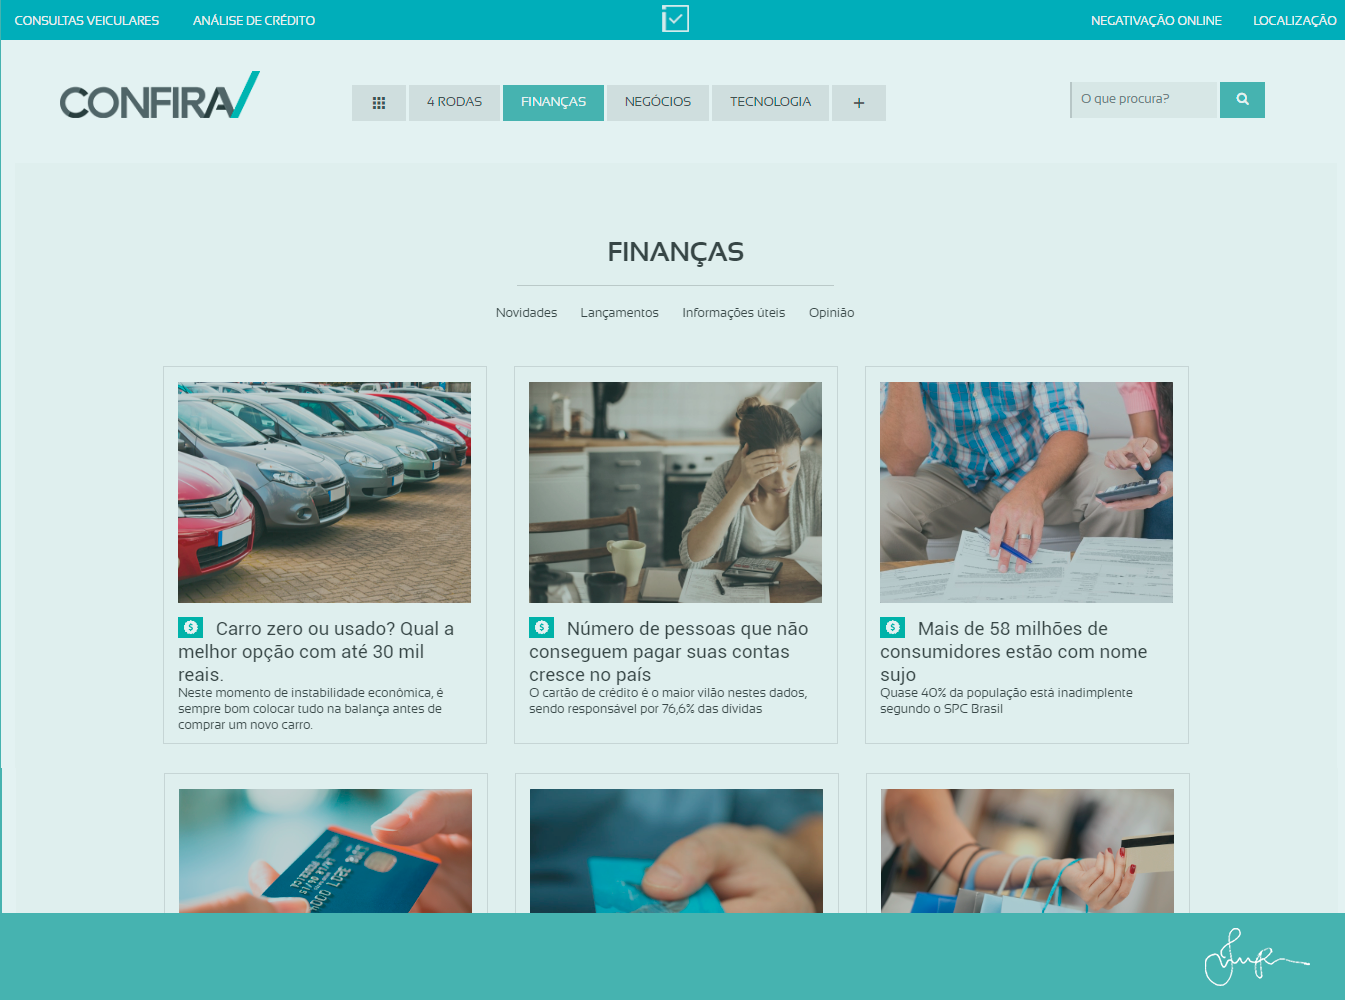 CONSULTAS VEICULARES ANÁLISE DE CRÉDITO NEGATIVAÇÃO ONLINE LOCALIZAÇÃO
CONFIRA
4 RODAS FINANÇAS NEGÓCIOS TECNOLOGIA +
O que procura?
FINANÇAS
Novidades Lançamentos Informações úteis Opinião
Carro zero ou usado? Qual a
melhor opção com até 30 mil
reais.
Neste momento de instabilidade econômica, é
sempre bom colocar tudo na balança antes de
comprar um novo carro.
Número de pessoas que não
conseguem pagar suas contas
cresce no país
O cartão de crédito é o maior vilão nestes dados,
sendo responsável por 76,6% das dívidas
Mais de 58 milhões de
consumidores estão com nome
sujo
Quase 40% da população está inadimplente
segundo o SPC Brasil